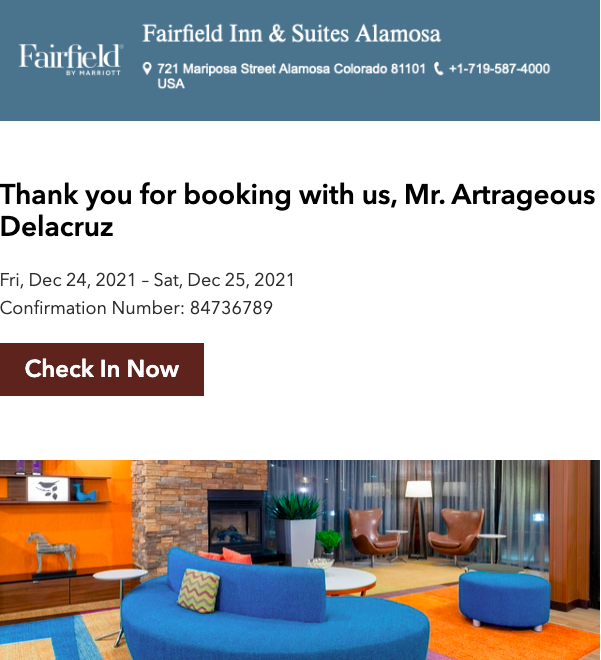 Fairfield Inn & Suites Alamosa
Fairfield®
BY MARRIOTT
721 Mariposa Street Alamosa Colorado 81101
USA
+1-719-587-4000
Thank you for booking with us, Mr. Artrageous
Delacruz
Fri, Dec 24, 2021 – Sat, Dec 25, 2021
Confirmation Number: 84736789
Check In Now